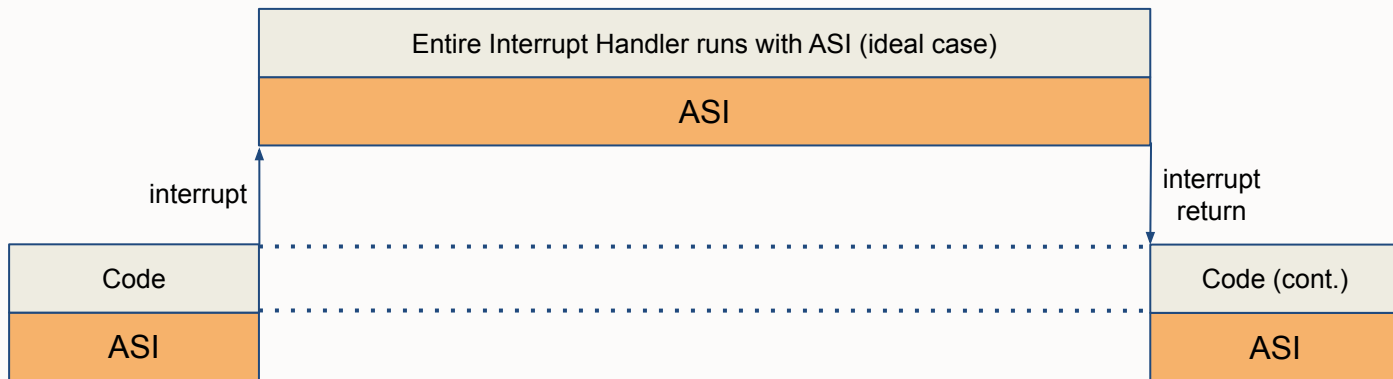 Entire Interrupt Handler runs with ASI (ideal case)
ASI
interrupt
interrupt
return
Code
ASI
Code (cont.)
ASI